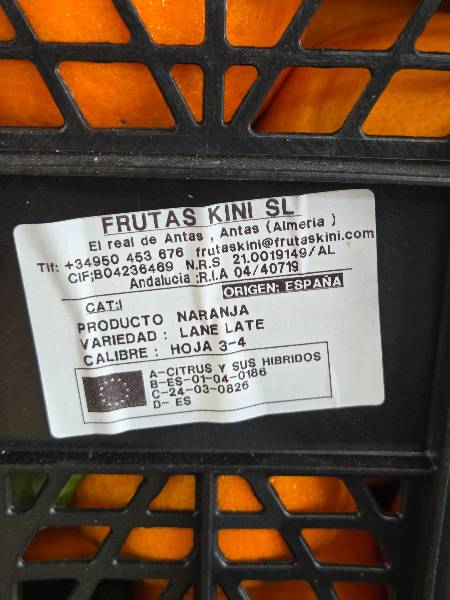 FRUTAS KINI SL
El real de Antas , Antas (Almeria )
Tlf: +34950 453 676 frutaskini@frutaskini.com
CIF;B04236469 N.R.S 21.0019149/AL
Andalucia :R.I.A 04/40719
ORIGEN: ESPAÑA
CAT:I
PRODUCTO NARANJA
VARIEDAD : LANE LATE
CALIBRE : HOJA 3-4
A-CITRUS Y SUS HIBRIDOS
B-ES-01-04-0186
C-24-03-0826
D- ES